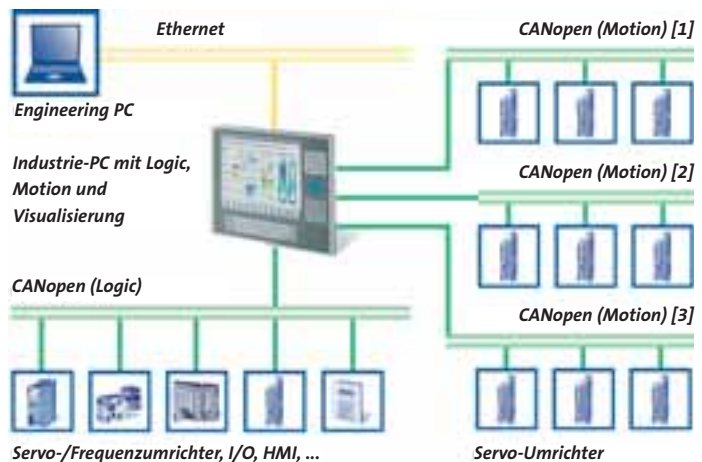 Ethernet
CANopen (Motion) [1]
Engineering PC
Industrie-PC mit Logic,
Motion und
Visualisierung
CANopen (Motion) [2]
CANopen (Logic)
CANopen (Motion) [3]
Servo-/Frequenzumrichter, I/O, HMI, ...
Servo-Umrichter